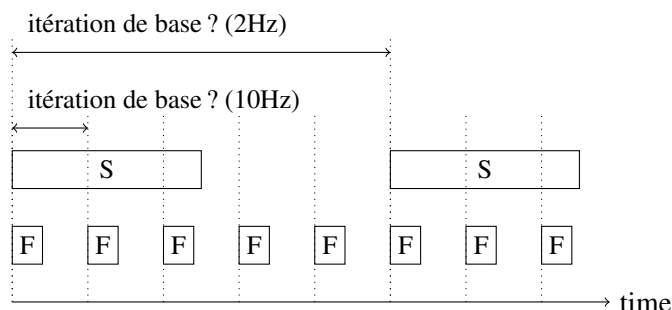 itération de base ? (2Hz)
itération de base ? (10Hz)
S S
F F F F F F F F
time